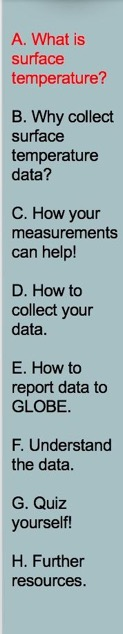 A. What is
surface
temperature?
B. Why collect
surface
temperature
data?
C. How your
measurements
can help!
D. How to
collect your
data.
E. How to
report data to
GLOBE.
F. Understand
the data.
G. Quiz
yourself!
H. Further
resources.